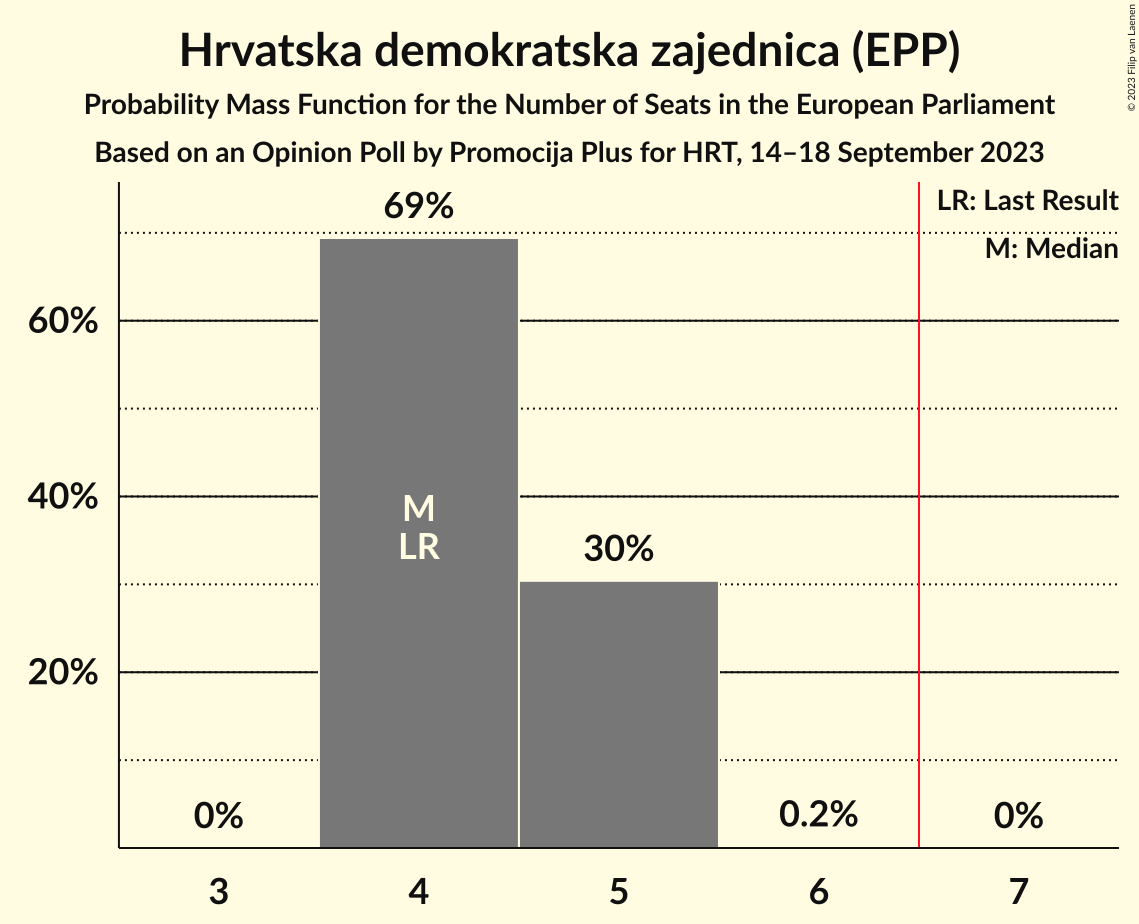 Hrvatska demokratska zajednica (EPP)
Probability Mass Function for the Number of Seats in the European Parliament
Based on an Opinion Poll by Promocija Plus for HRT, 14–18 September 2023
© 2023 Filip van Laenen
LR: Last Result
M: Median
69%
60%
40%
M
LR
30%
20%
0%
0.2%
0%
3
4
5
6
7